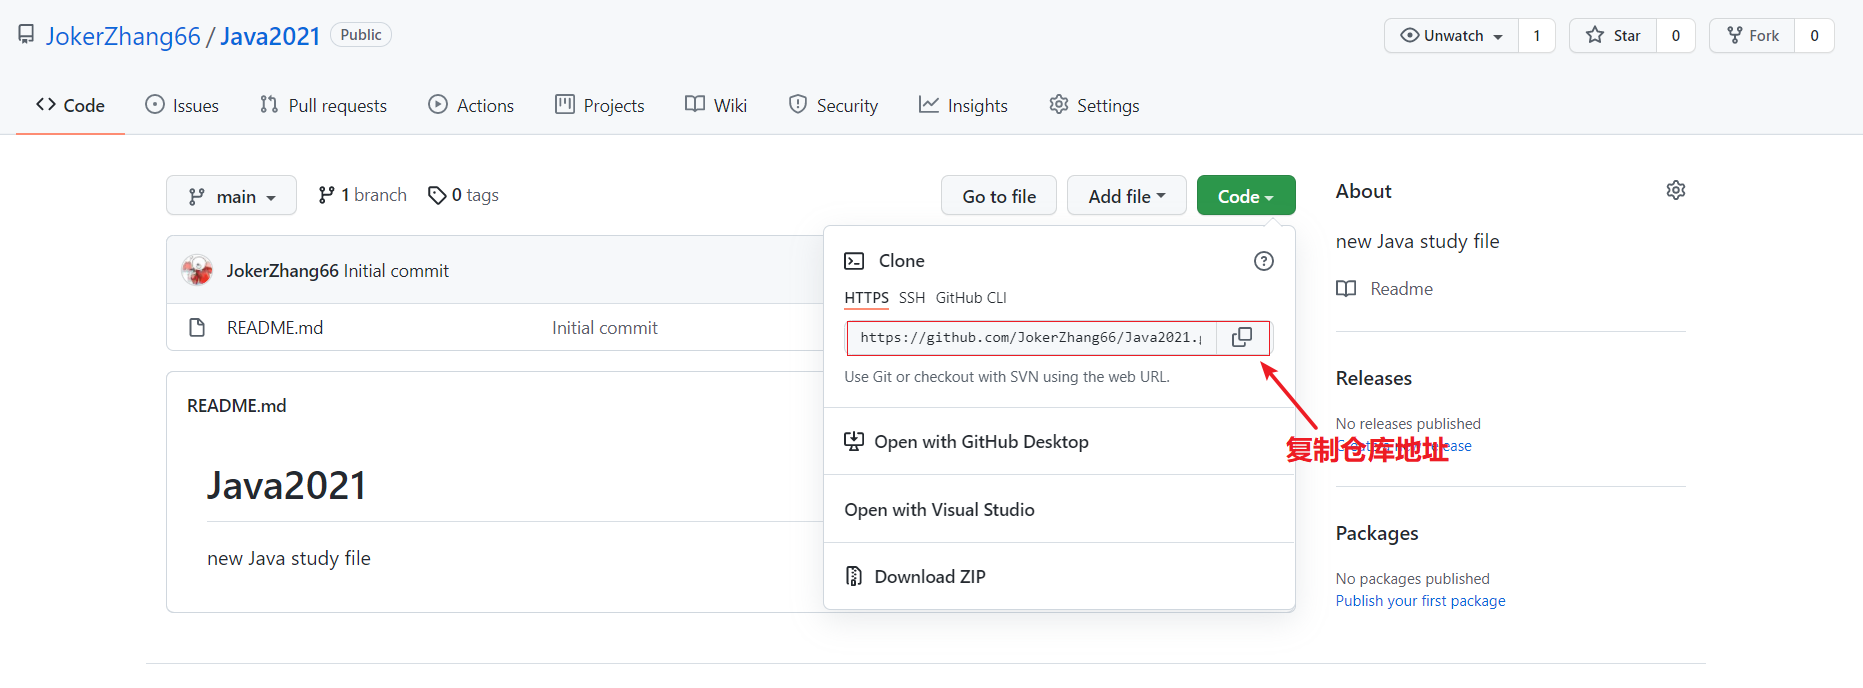 JokerZhang66 / Java2021 Public
Unwatch 1 Star 0 Fork 0
Code Issues Pull requests Actions Projects Wiki Security Insights Settings
main 1 branch 0 tags
Go to file Add file Code
JokerZhang66 Initial commit
README.md Initial commit
README.md
Java2021
new Java study file
Clone
HTTPS SSH GitHub CLI
https://github.com/JokerZhang66/Java2021.
Use Git or checkout with SVN using the web URL.
Open with GitHub Desktop
Open with Visual Studio
Download ZIP
复制仓库地址
About
new Java study file
Readme
Releases
No releases published
release
Packages
No packages published
Publish your first package